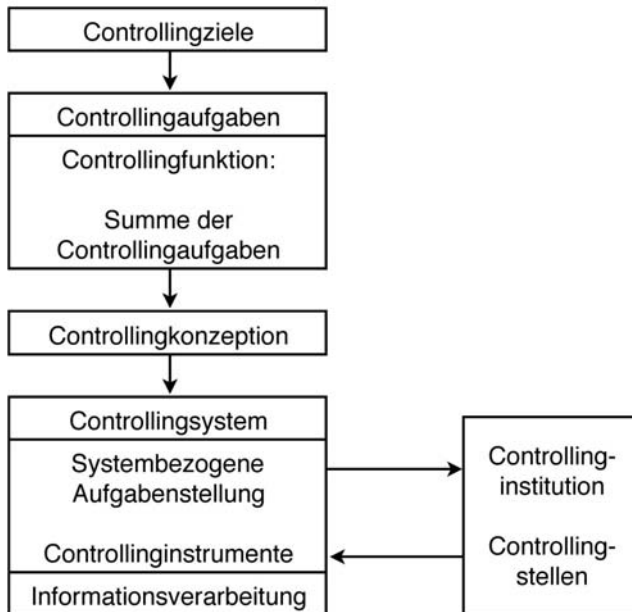 Controllingziele
Controllingaufgaben
Controllingfunktion:
Summe der
Controllingaufgaben
Controllingkonzeption
Controllingsystem
Systembezogene
Aufgabenstellung
Controllinginstrumente
Informationsverarbeitung
Controlling-
institution
Controlling-
stellen